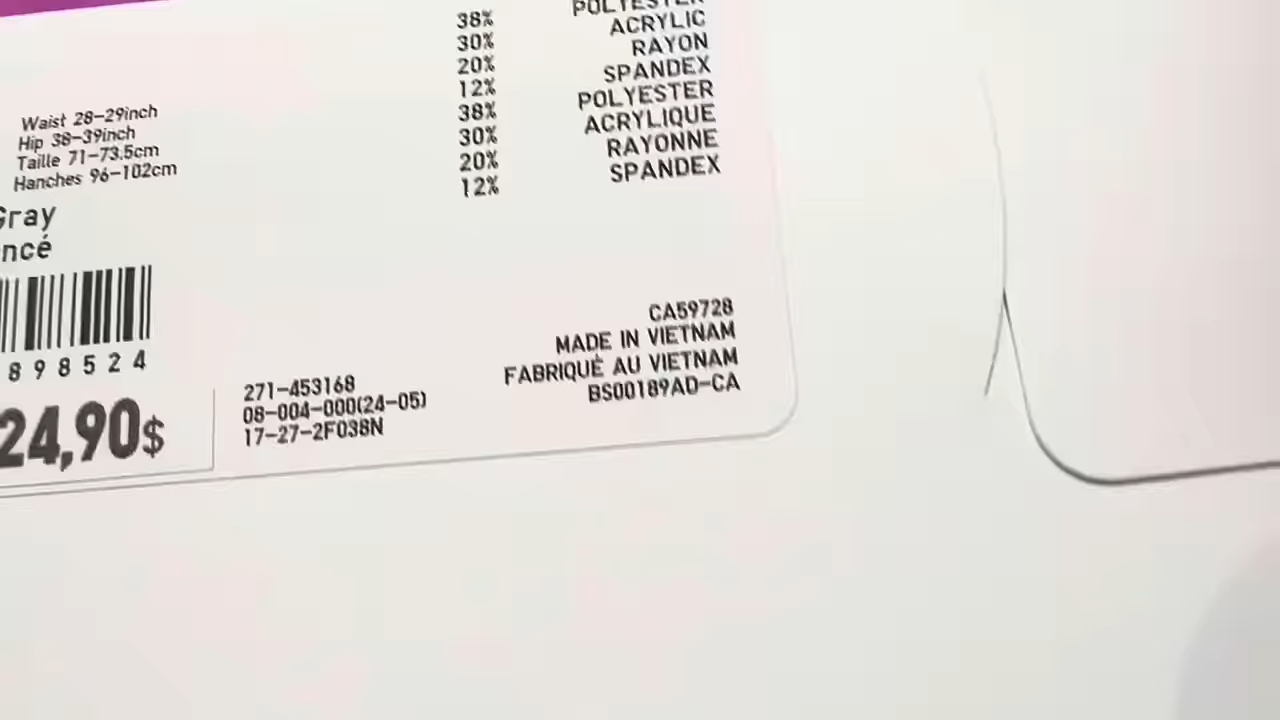 38% POLYESTER
30% ACRYLIC
20% RAYON
12% SPANDEX
38% POLYESTER
30% ACRYLIQUE
20% RAYONNE
12% SPANDEX
Waist 28-29inch
Hip 38-39inch
Taille 71-73.5cm
Hanches 96-102cm
Gray
ncé
898524
24,90$
271-453168
08-004-000(24-05)
17-27-2F038N
CA59728
MADE IN VIETNAM
FABRIQUÉ AU VIETNAM
BS00189AD-CA